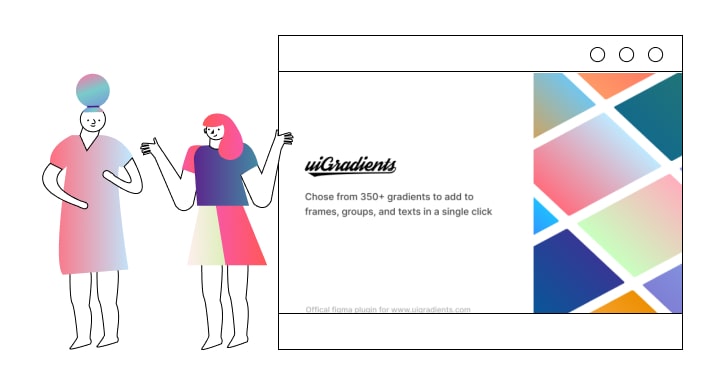 uiGradients
Chose from 350+ gradients to add to
frames, groups, and texts in a single click
Offical figma plugin for www.uigradients.com